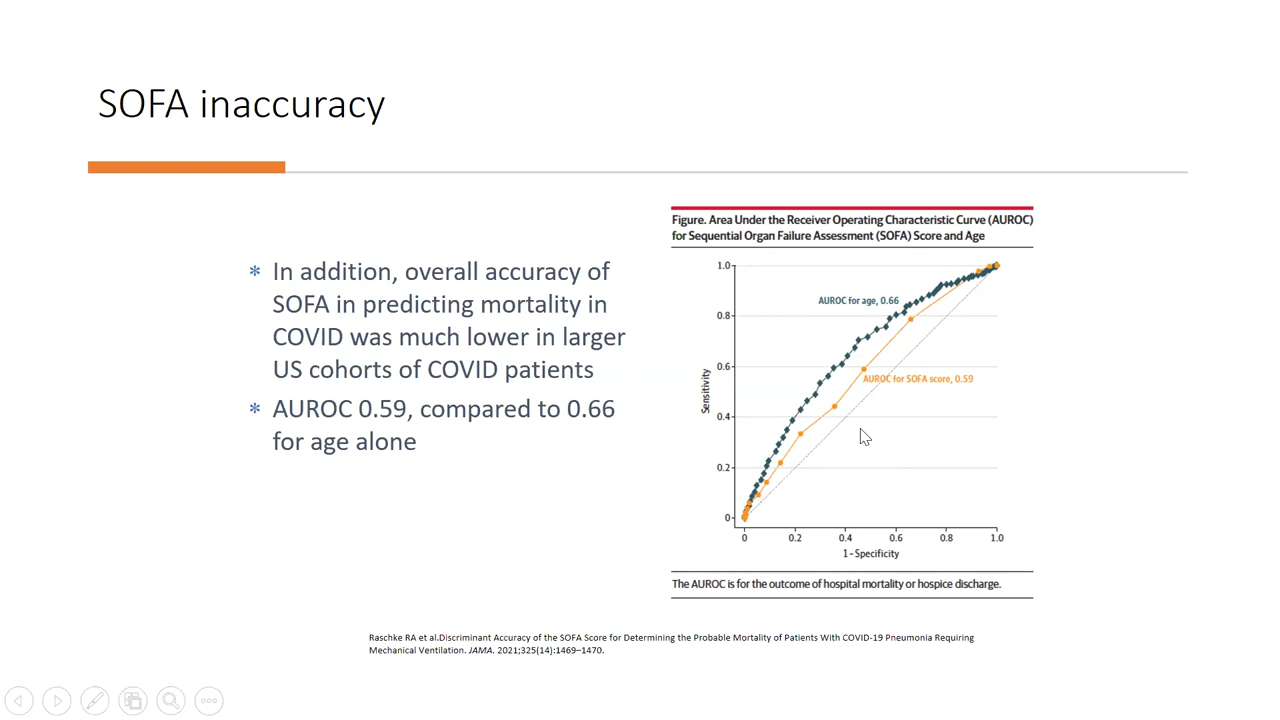 SOFA inaccuracy
* In addition, overall accuracy of
SOFA in predicting mortality in
COVID was much lower in larger
US cohorts of COVID patients
* AUROC 0.59, compared to 0.66
for age alone
Figure. Area Under the Receiver Operating Characteristic Curve (AUROC)
for Sequential Organ Failure Assessment (SOFA) Score and Age
1.0
0.8
0.6
0.4
0.2
0
Sensitivity
AUROC for age, 0.66
AUROC for SOFA score, 0.59
0 0.2 0.4 0.6 0.8 1.0
1-Specificity
The AUROC is for the outcome of hospital mortality or hospice discharge.
Raschke RA et al.Discriminant Accuracy of the SOFA Score for Determining the Probable Mortality of Patients With COVID-19 Pneumonia Requiring
Mechanical Ventilation. JAMA. 2021;325(14):1469–1470.